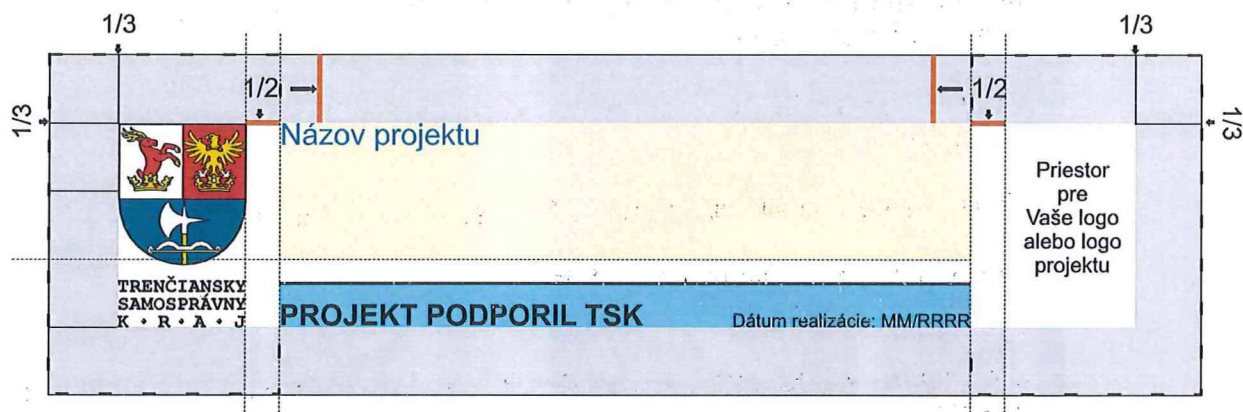 1/3
1/3
1/2
1/2
1/3
1/3
Názov projektu
Priestor
pre
Vaše logo
alebo logo
projektu
TRENČIANSKY
SAMOSPRÁVNY
K · R · A · J
PROJEKT PODPORIL TSK
Dátum realizácie: MM/RRRR